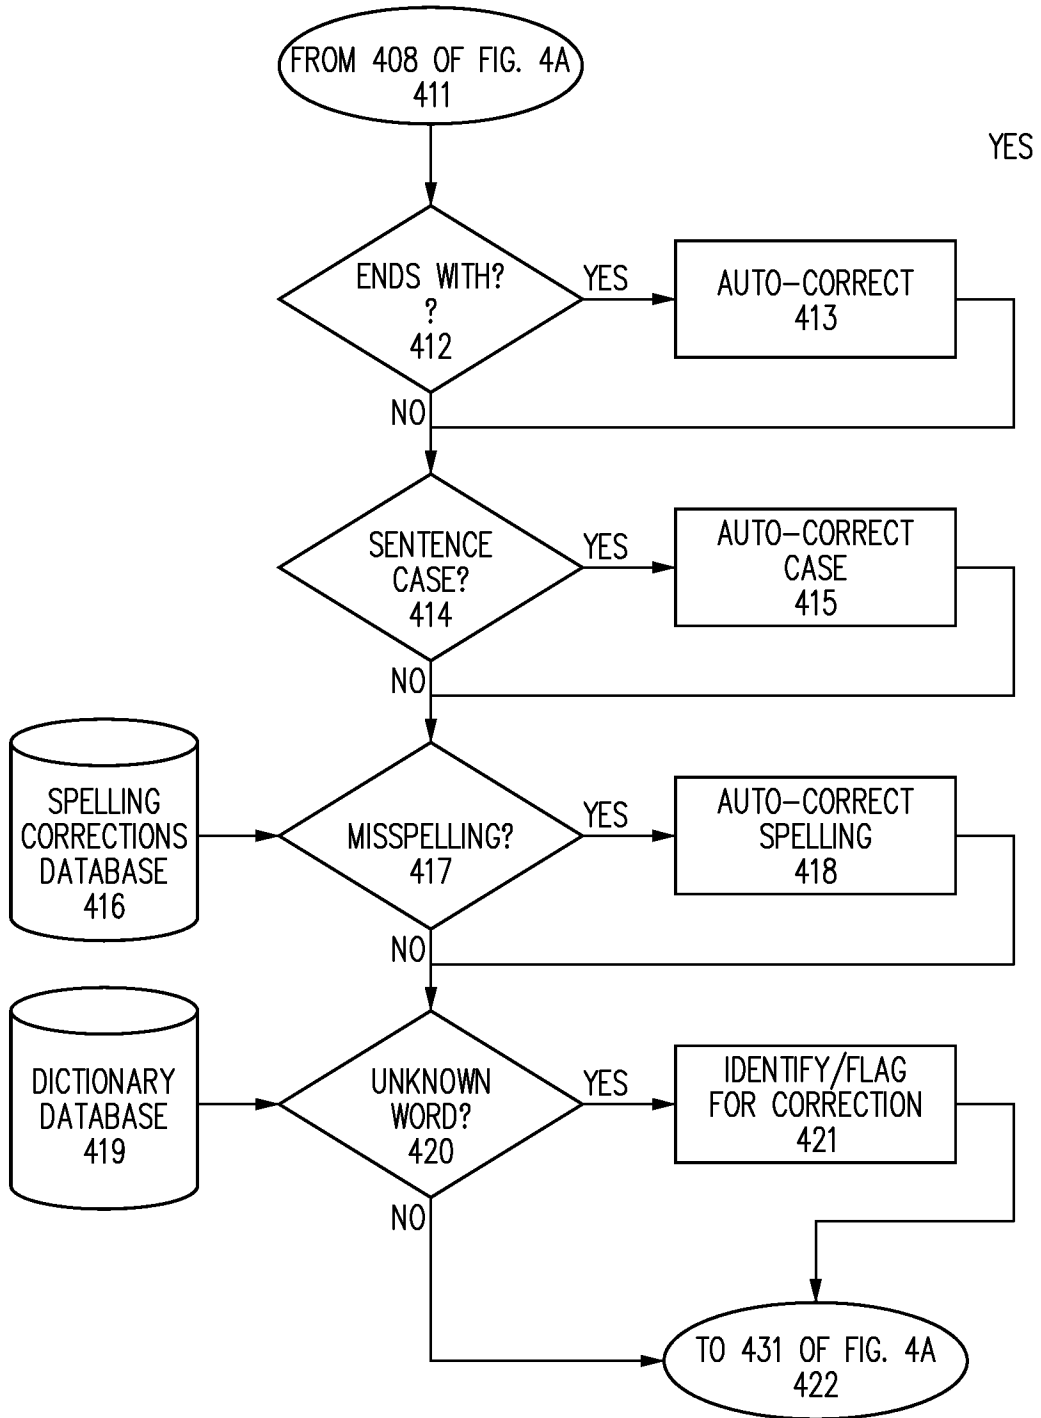 FROM 408 OF FIG. 4A
411
YES
ENDS WITH?
?
412
YES
AUTO-CORRECT
413
NO
SENTENCE
CASE?
414
YES
AUTO-CORRECT
CASE
415
NO
SPELLING
CORRECTIONS
DATABASE
416
MISSPELLING?
417
YES
AUTO-CORRECT
SPELLING
418
NO
DICTIONARY
DATABASE
419
UNKNOWN
WORD?
420
YES
IDENTIFY/FLAG
FOR CORRECTION
421
NO
TO 431 OF FIG. 4A
422